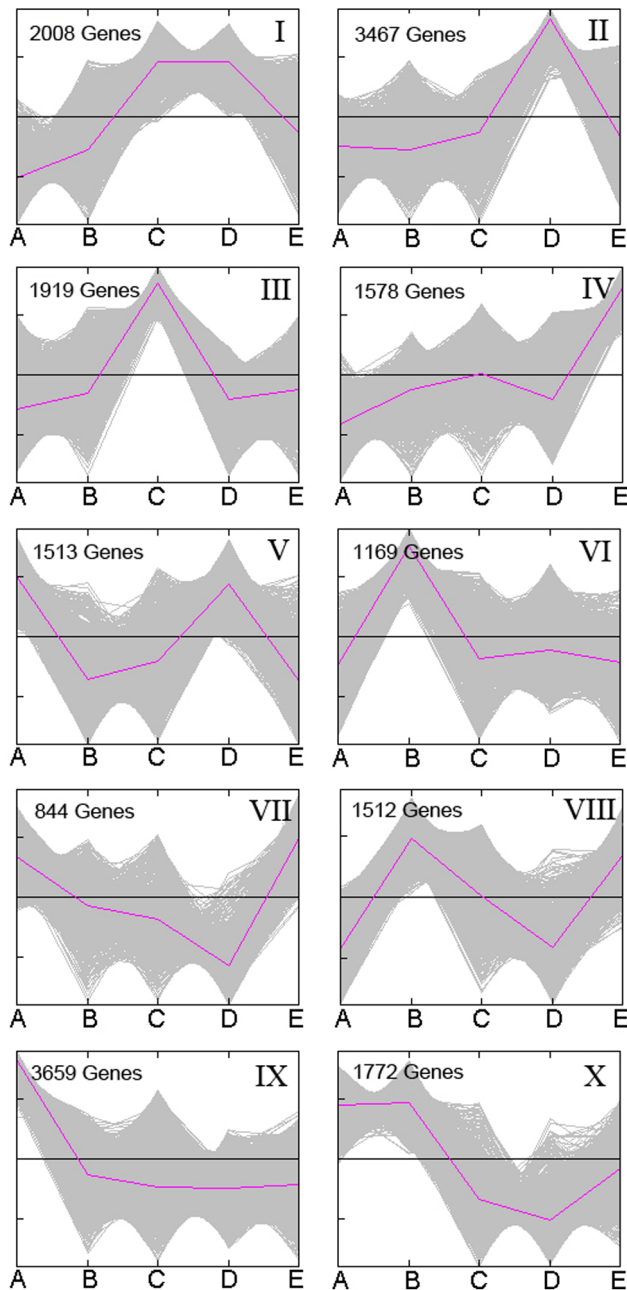 2008 Genes I
3467 Genes II
A B C D E
A B C D E
1919 Genes III
1578 Genes IV
A B C D E
A B C D E
1513 Genes V
1169 Genes VI
A B C D E
A B C D E
844 Genes VII
1512 Genes VIII
A B C D E
A B C D E
3659 Genes IX
1772 Genes X
A B C D E
A B C D E